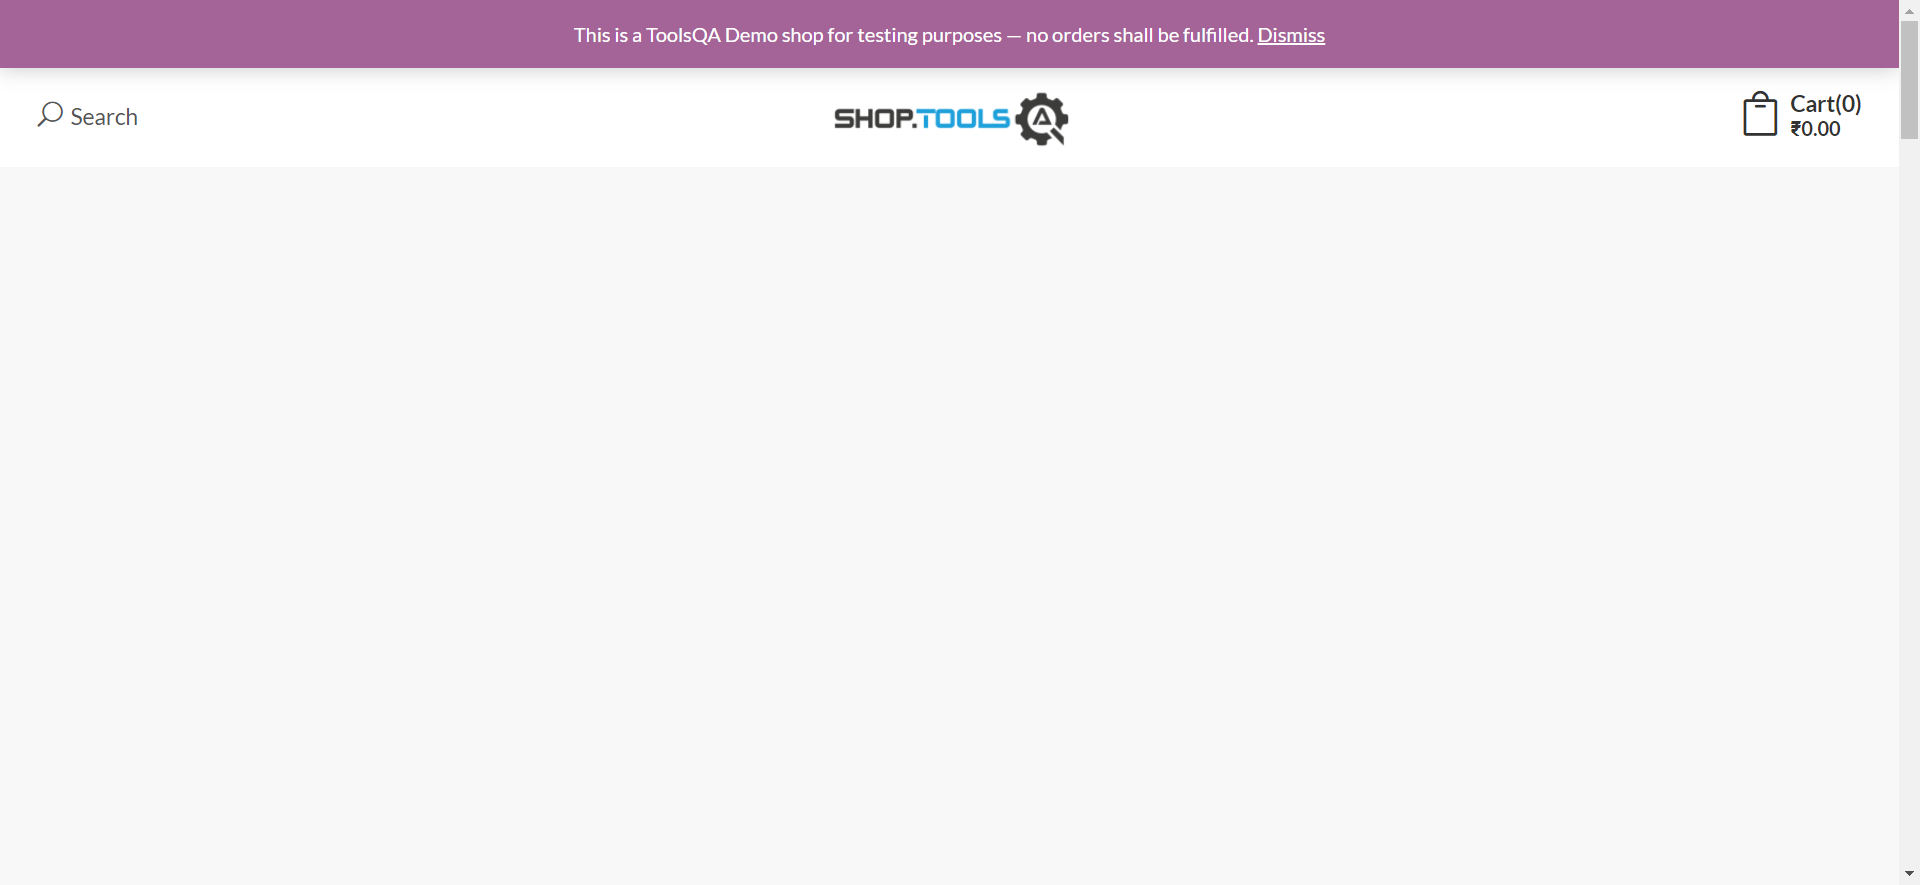 This is a ToolsQA Demo shop for testing purposes — no orders shall be fulfilled. Dismiss
Search
SHOP.TOOLS
Cart(0)
₹0.00